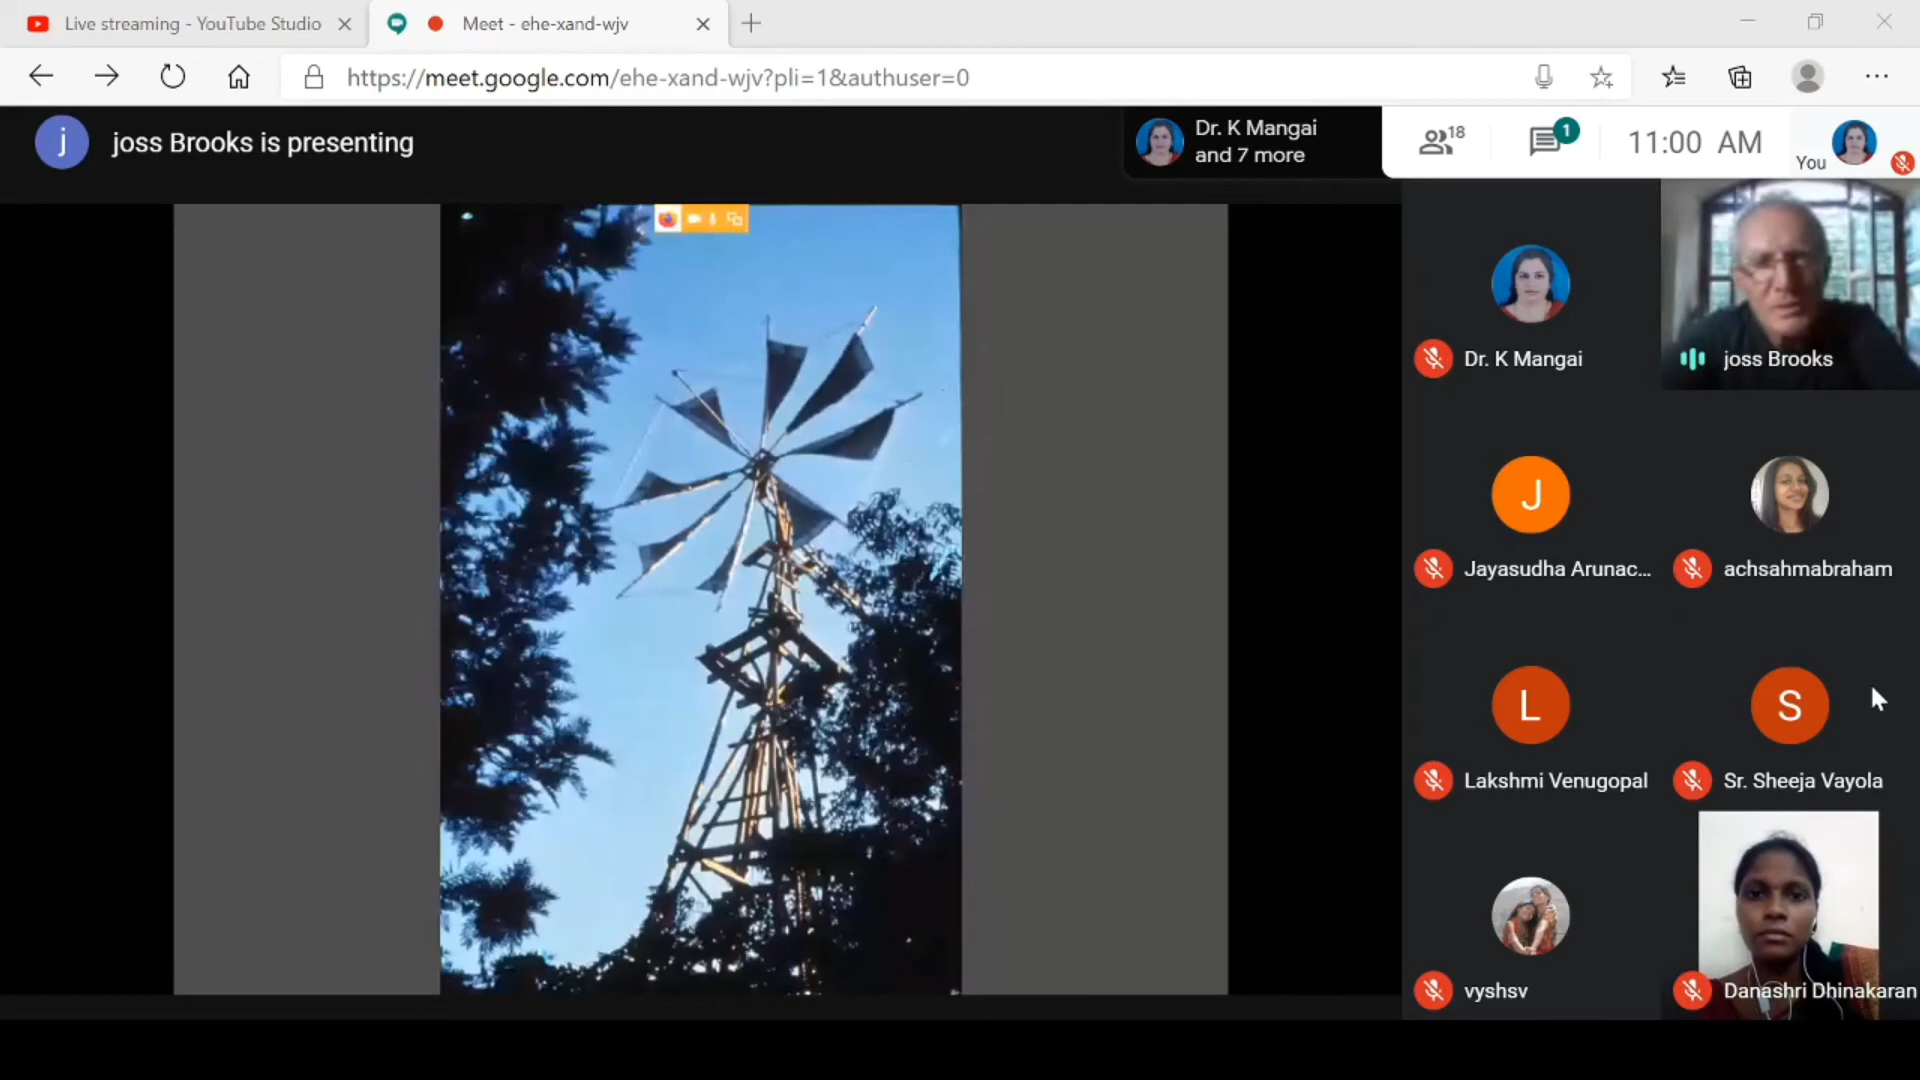 Live streaming - YouTube Studio
Meet - ehe-xand-wjv
https://meet.google.com/ehe-xand-wjv?pli=1&authuser=0
j
joss Brooks is presenting
Dr. K Mangai
and 7 more
18
1
11:00 AM
You
Dr. K Mangai
joss Brooks
J
Jayasudha Arunac...
achsahmabraham
L
Lakshmi Venugopal
S
Sr. Sheeja Vayola
vyshsv
Danashri Dhinakaran